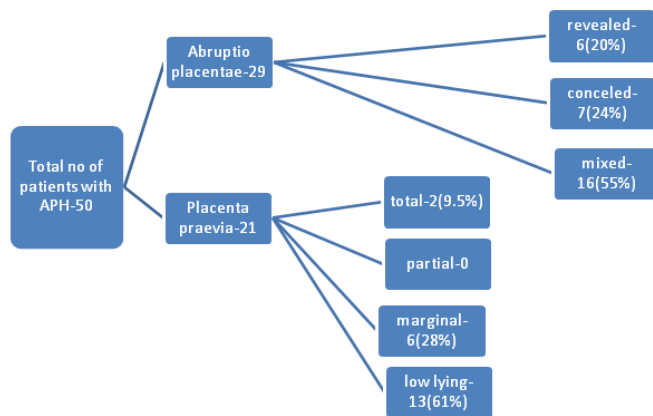 Total no of
patients with
APH-50
Abruptio
placentae-29
revealed-
6(20%)
conceled-
7(24%)
mixed-
16(55%)
Placenta
praevia-21
total-2(9.5%)
partial-0
marginal-
6(28%)
low lying-
13(61%)